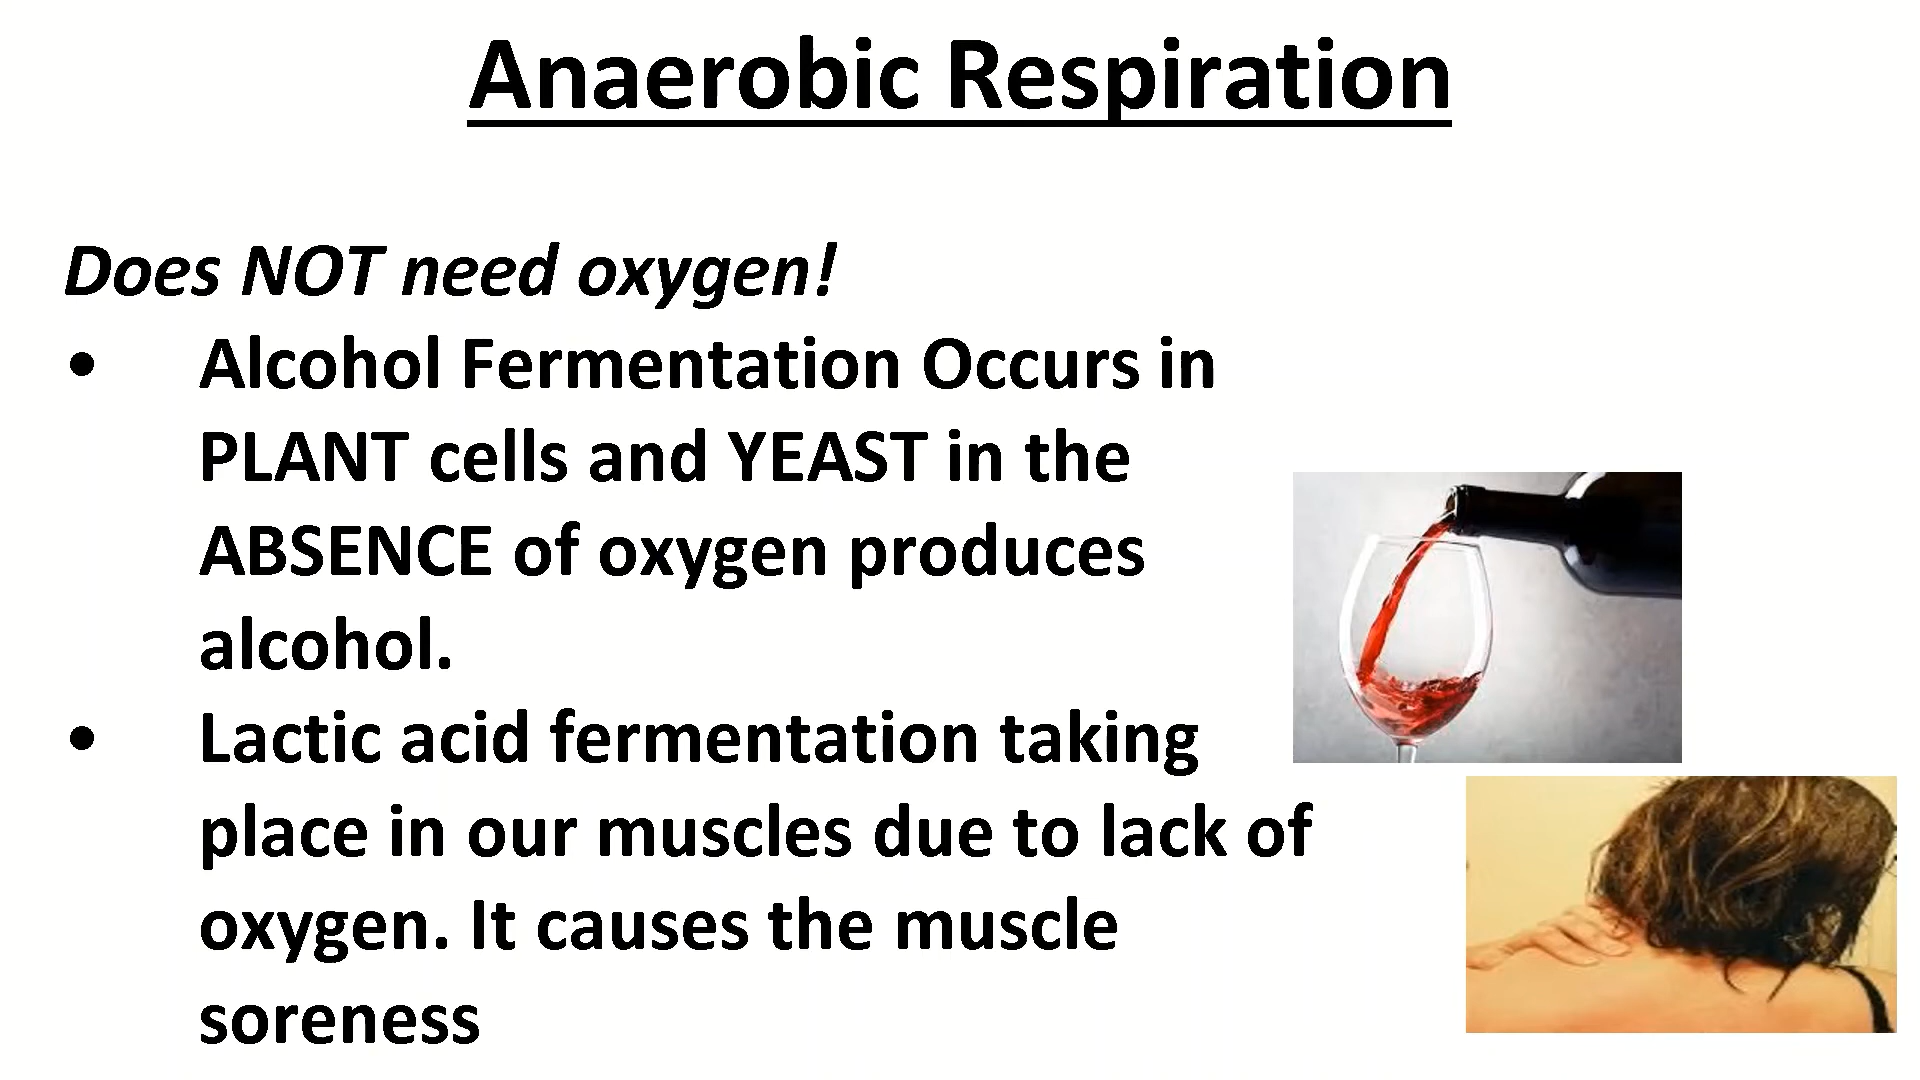 Anaerobic Respiration
Does NOT need oxygen!
• Alcohol Fermentation Occurs in
PLANT cells and YEAST in the
ABSENCE of oxygen produces
alcohol.
• Lactic acid fermentation taking
place in our muscles due to lack of
oxygen. It causes the muscle
soreness